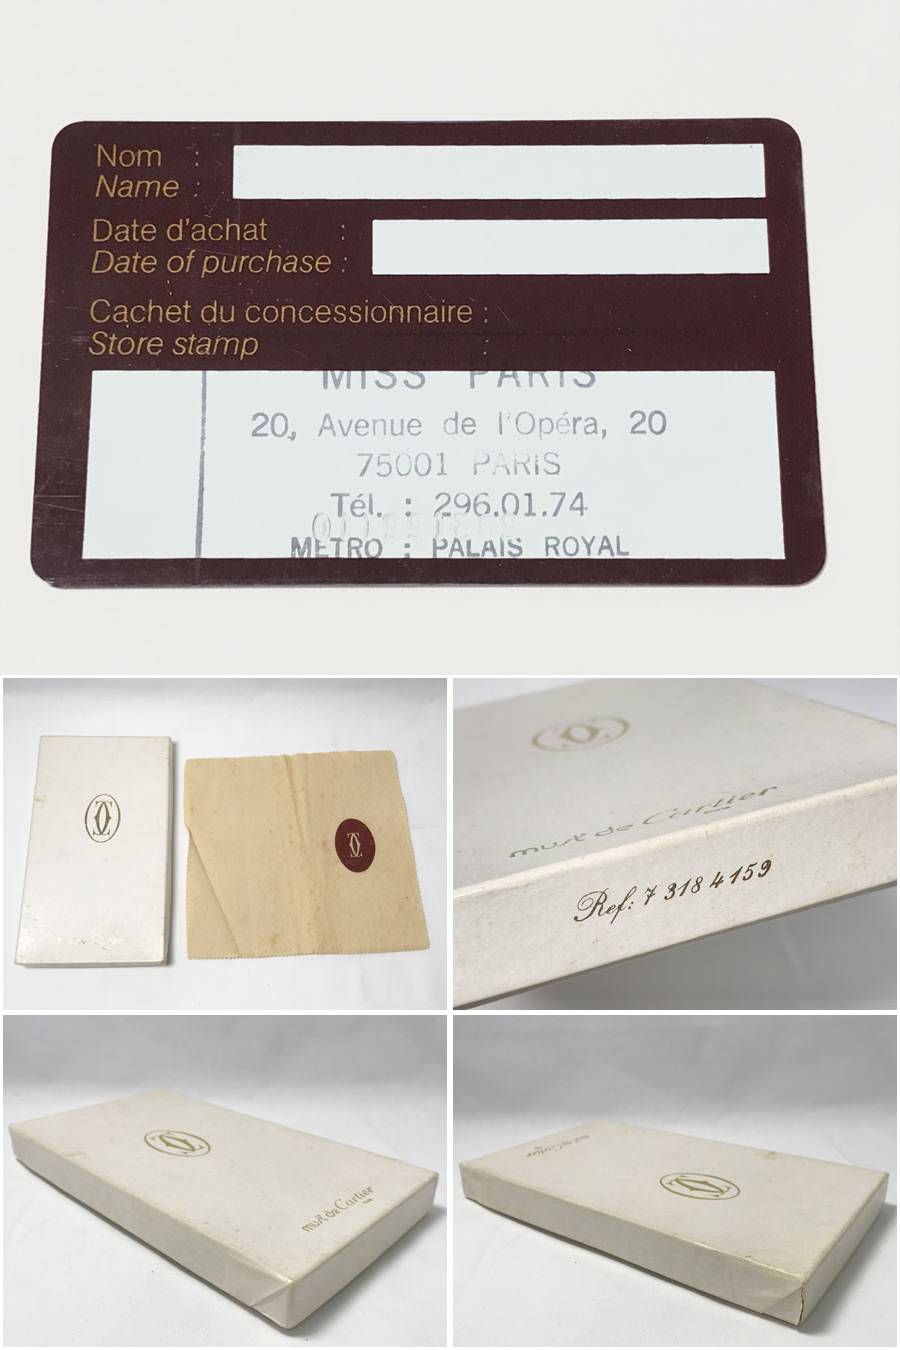 Nom :
Name :
Date d'achat :
Date of purchase :
Cachet du concessionnaire :
Store stamp :
MISS PARIS
20, Avenue de l'Opéra, 20
75001 PARIS
Tél. : 296.01.74
METRO : PALAIS ROYAL
must de Cartier
Ref: 7 318 4 159
must de Cartier
must de Cartier